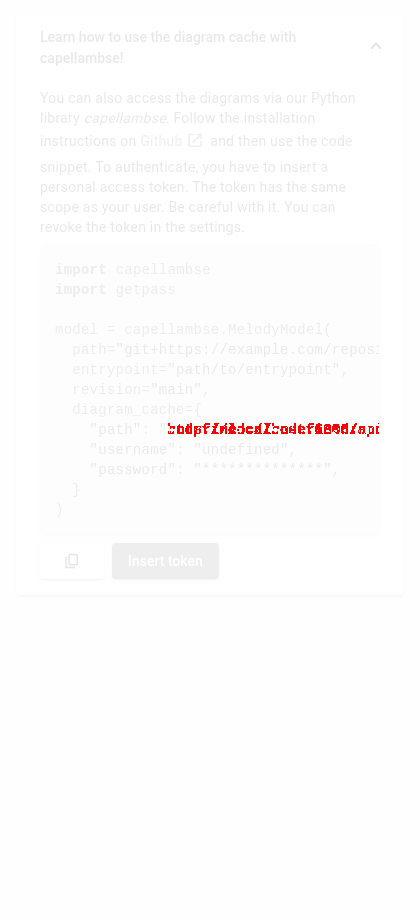 Learn how to use the diagram cache with
capellambse!
You can also access the diagrams via our Python
library capellambse. Follow the installation
instructions on Github and then use the code
snippet. To authenticate, you have to insert a
personal access token. The token has the same
scope as your user. Be careful with it. You can
revoke the token in the settings.
import capellambse
import getpass
model = capellambse.MelodyModel(
path="git+https://example.com/reposi
entrypoint="path/to/entrypoint",
revision="main",
diagram_cache={
"path": "
"username": "undefined",
"password": "**************",
}
)
Insert token